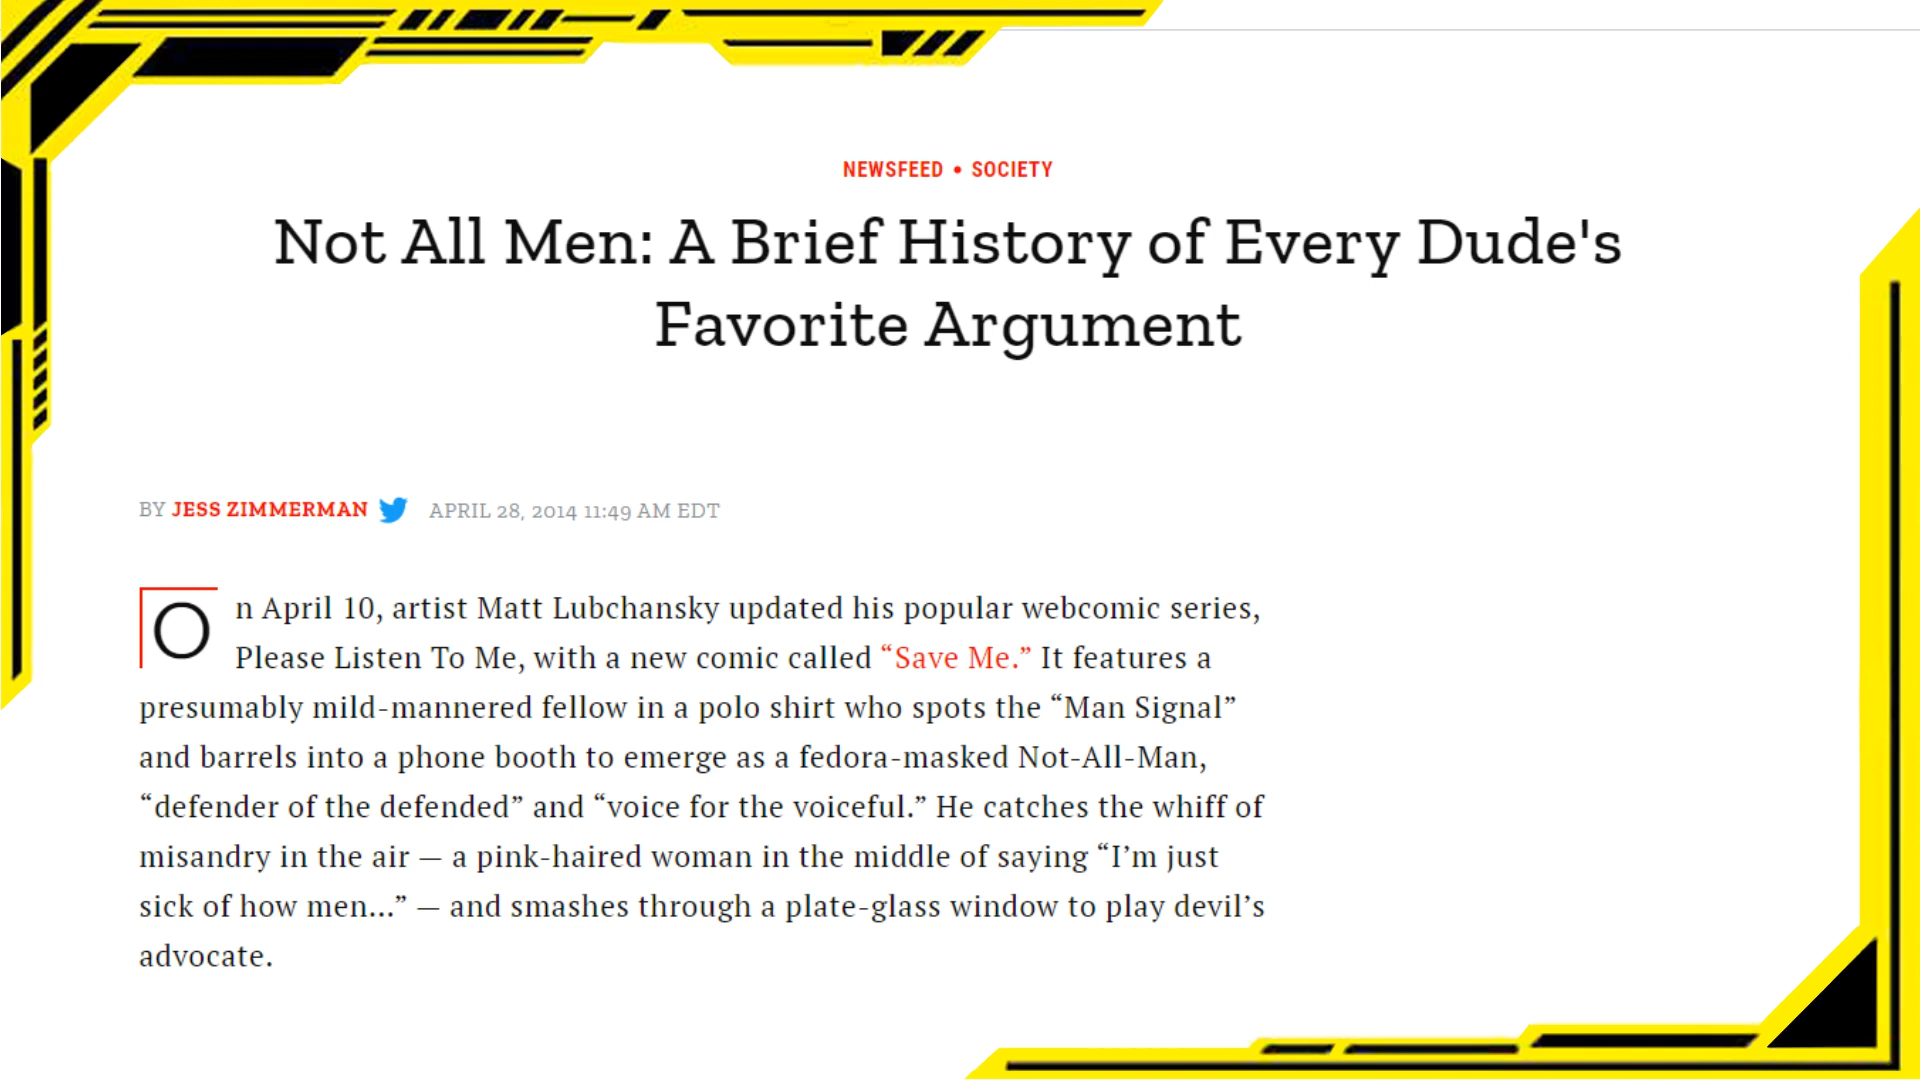 NEWSFEED • SOCIETY
Not All Men: A Brief History of Every Dude's
Favorite Argument
BY JESS ZIMMERMAN APRIL 28, 2014 11:49 AM EDT
On April 10, artist Matt Lubchansky updated his popular webcomic series,
Please Listen To Me, with a new comic called “Save Me.” It features a
presumably mild-mannered fellow in a polo shirt who spots the “Man Signal”
and barrels into a phone booth to emerge as a fedora-masked Not-All-Man,
“defender of the defended” and “voice for the voiceful.” He catches the whiff of
misandry in the air — a pink-haired woman in the middle of saying “I’m just
sick of how men…” — and smashes through a plate-glass window to play devil’s
advocate.